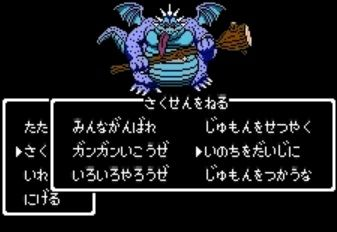 さくせんをねる
たた
▶さく
いれ
にげる
みんながんばれ じゅもんをせつやく
ガンガンいこうぜ ▶いのちをだいじに
いろいろやろうぜ じゅもんをつかうな